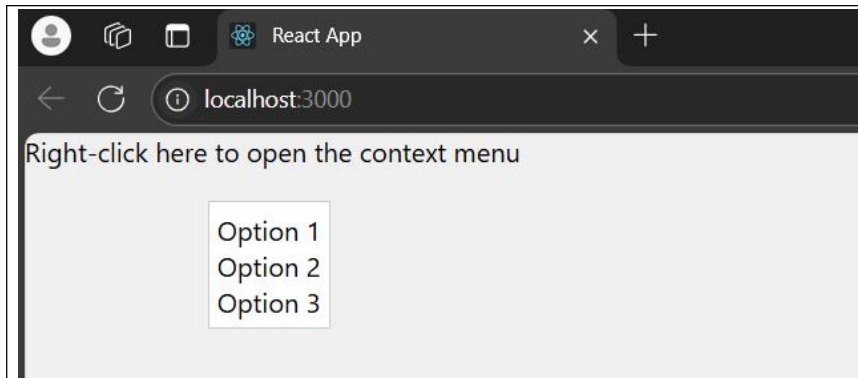 React App
localhost:3000
Right-click here to open the context menu
Option 1
Option 2
Option 3